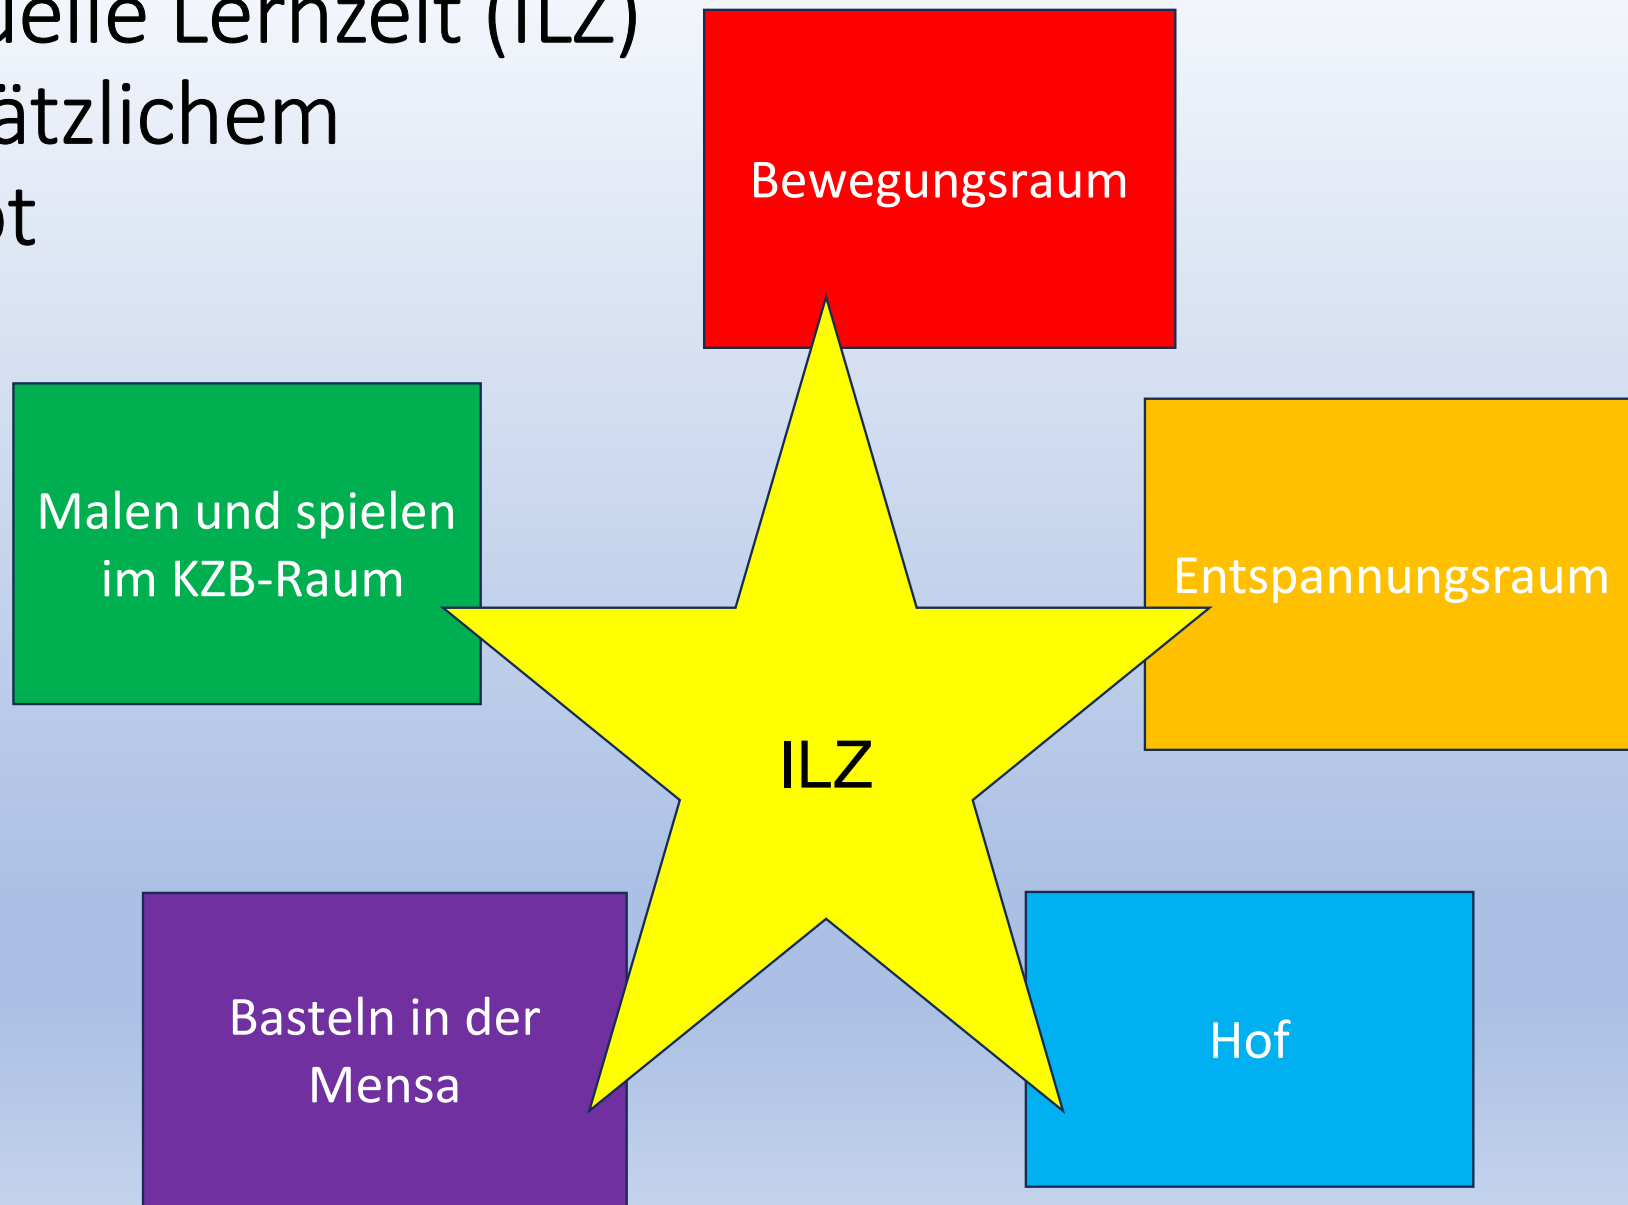 uelle Lernzeit (ILZ)
ätzlichem
ot
Bewegungsraum
Malen und spielen
im KZB-Raum
Entspannungsraum
ILZ
Basteln in der
Mensa
Hof